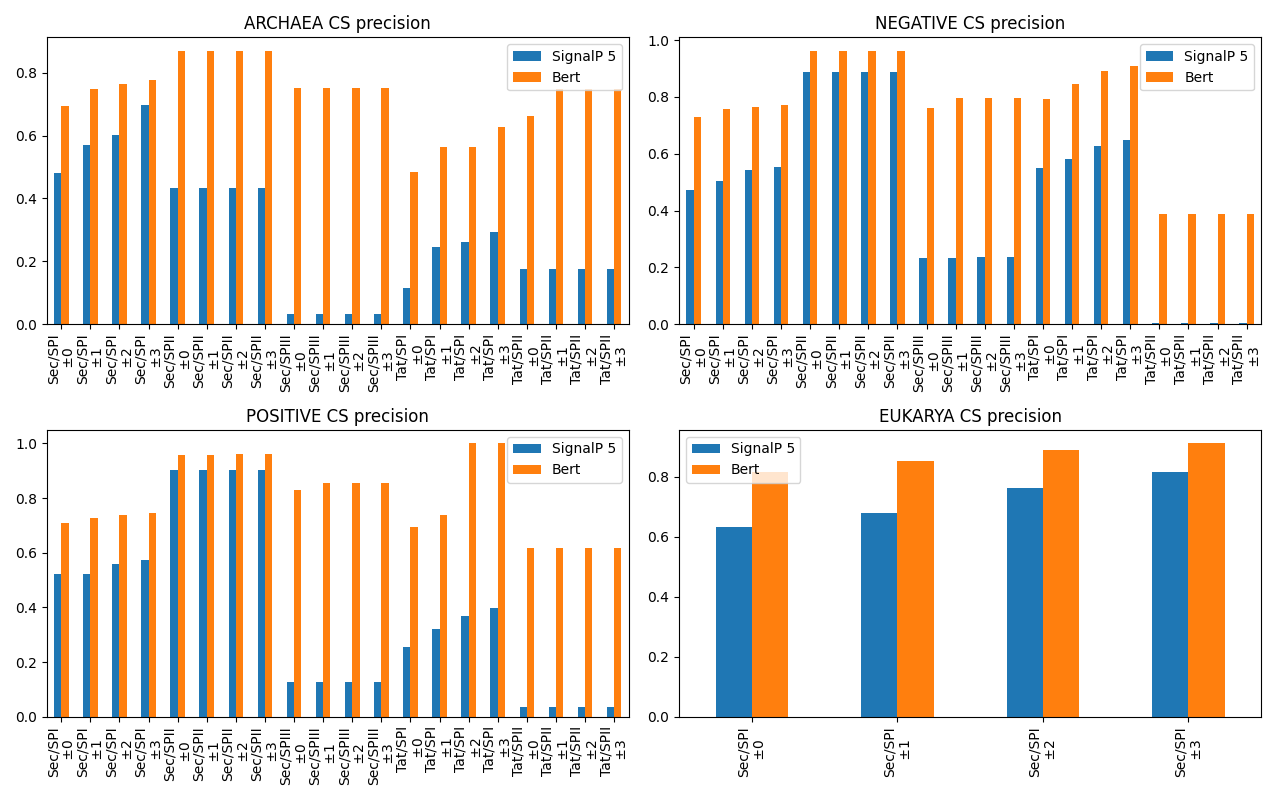 ARCHAEA CS precision
SignalP 5
Bert
0.8
0.6
0.4
0.2
0.0
Sec/SPI
±0
Sec/SPI
±1
Sec/SPI
±2
Sec/SPI
±3
Sec/SPII
±0
Sec/SPII
±1
Sec/SPII
±2
Sec/SPII
±3
Sec/SPIII
±0
Sec/SPIII
±1
Sec/SPIII
±2
Sec/SPIII
±3
Tat/SPI
±0
Tat/SPI
±1
Tat/SPI
±2
Tat/SPI
±3
Tat/SPII
±0
Tat/SPII
±1
Tat/SPII
±2
Tat/SPII
±3
NEGATIVE CS precision
SignalP 5
Bert
1.0
0.8
0.6
0.4
0.2
0.0
Sec/SPI
±0
Sec/SPI
±1
Sec/SPI
±2
Sec/SPI
±3
Sec/SPII
±0
Sec/SPII
±1
Sec/SPII
±2
Sec/SPII
±3
Sec/SPIII
±0
Sec/SPIII
±1
Sec/SPIII
±2
Sec/SPIII
±3
Tat/SPI
±0
Tat/SPI
±1
Tat/SPI
±2
Tat/SPI
±3
Tat/SPII
±0
Tat/SPII
±1
Tat/SPII
±2
Tat/SPII
±3
POSITIVE CS precision
SignalP 5
Bert
1.0
0.8
0.6
0.4
0.2
0.0
Sec/SPI
±0
Sec/SPI
±1
Sec/SPI
±2
Sec/SPI
±3
Sec/SPII
±0
Sec/SPII
±1
Sec/SPII
±2
Sec/SPII
±3
Sec/SPIII
±0
Sec/SPIII
±1
Sec/SPIII
±2
Sec/SPIII
±3
Tat/SPI
±0
Tat/SPI
±1
Tat/SPI
±2
Tat/SPI
±3
Tat/SPII
±0
Tat/SPII
±1
Tat/SPII
±2
Tat/SPII
±3
EUKARYA CS precision
SignalP 5
Bert
0.8
0.6
0.4
0.2
0.0
Sec/SPI
±0
Sec/SPI
±1
Sec/SPI
±2
Sec/SPI
±3